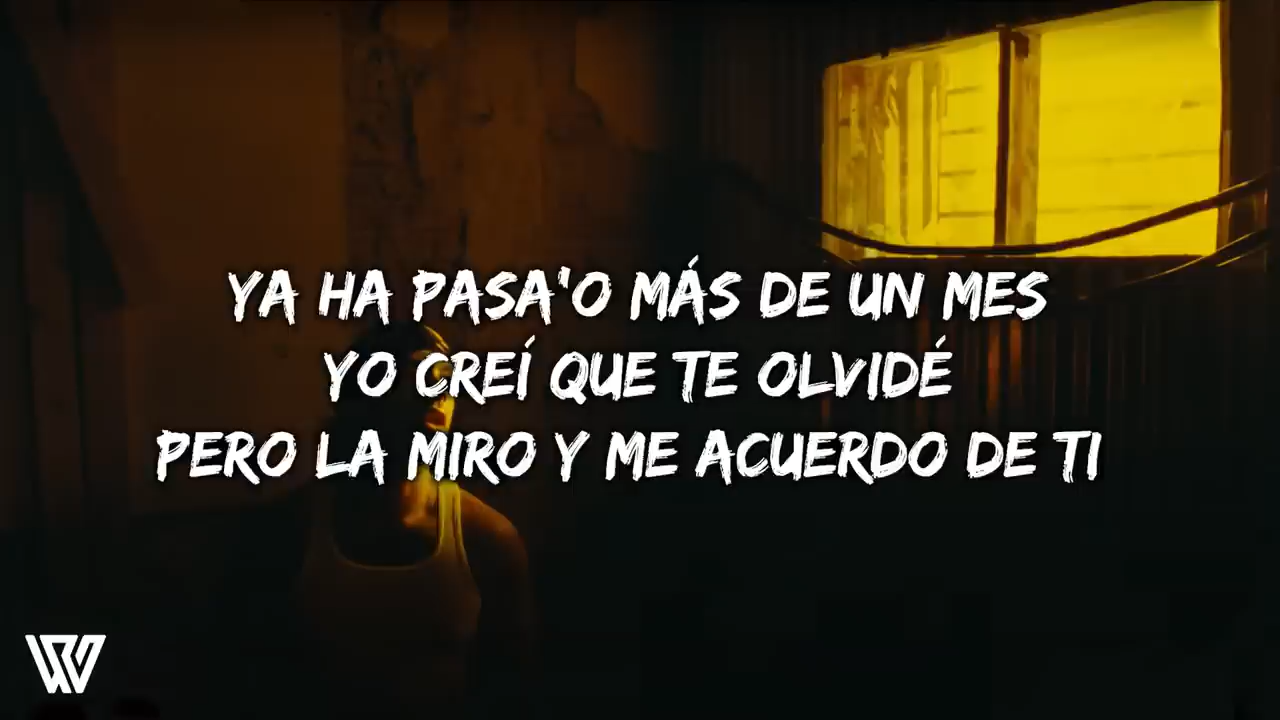 YA HA PASA'O MÁS DE UN MES
YO CREÍ QUE TE OLVIDÉ
PERO LA MIRO Y ME ACUERDO DE TI